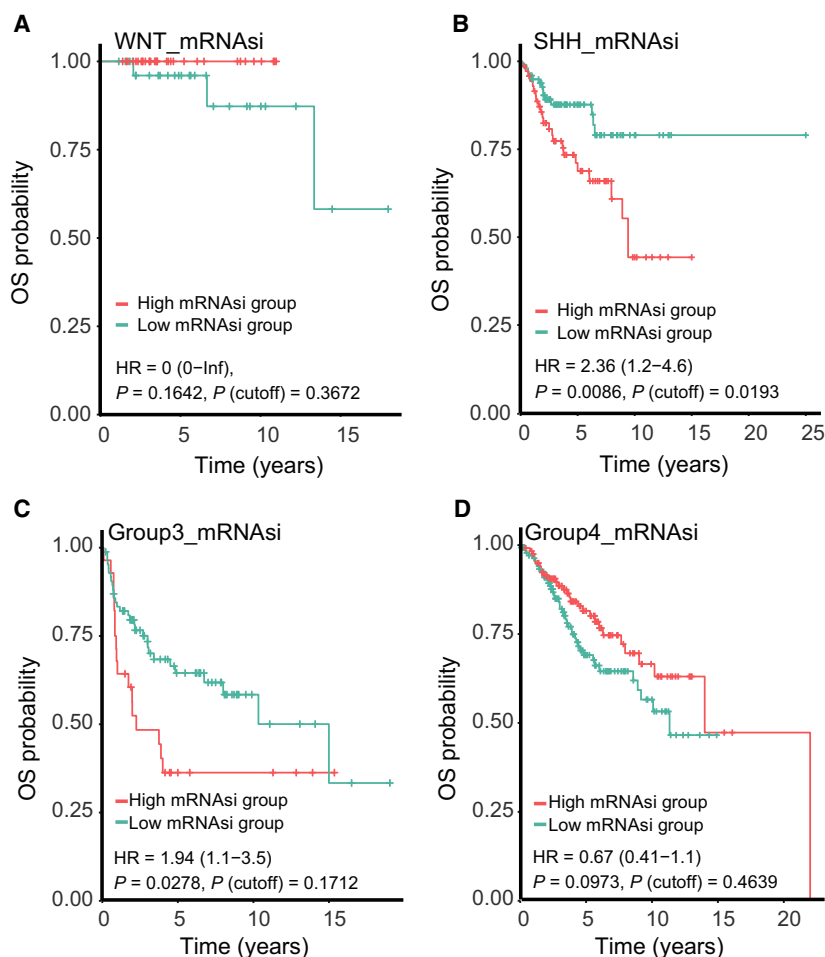 A
WNT_mRNAsi
OS probability
1.00
0.75
0.50
0.25
0.00
High mRNAsi group
Low mRNAsi group
HR = 0 (0−Inf),
P = 0.1642, P (cutoff) = 0.3672
0 5 10 15
Time (years)
B
SHH_mRNAsi
OS probability
1.00
0.75
0.50
0.25
0.00
High mRNAsi group
Low mRNAsi group
HR = 2.36 (1.2−4.6)
P = 0.0086, P (cutoff) = 0.0193
0 5 10 15 20 25
Time (years)
C
Group3_mRNAsi
OS probability
1.00
0.75
0.50
0.25
0.00
High mRNAsi group
Low mRNAsi group
HR = 1.94 (1.1−3.5)
P = 0.0278, P (cutoff) = 0.1712
0 5 10 15
Time (years)
D
Group4_mRNAsi
OS probability
1.00
0.75
0.50
0.25
0.00
High mRNAsi group
Low mRNAsi group
HR = 0.67 (0.41−1.1)
P = 0.0973, P (cutoff) = 0.4639
0 5 10 15 20
Time (years)